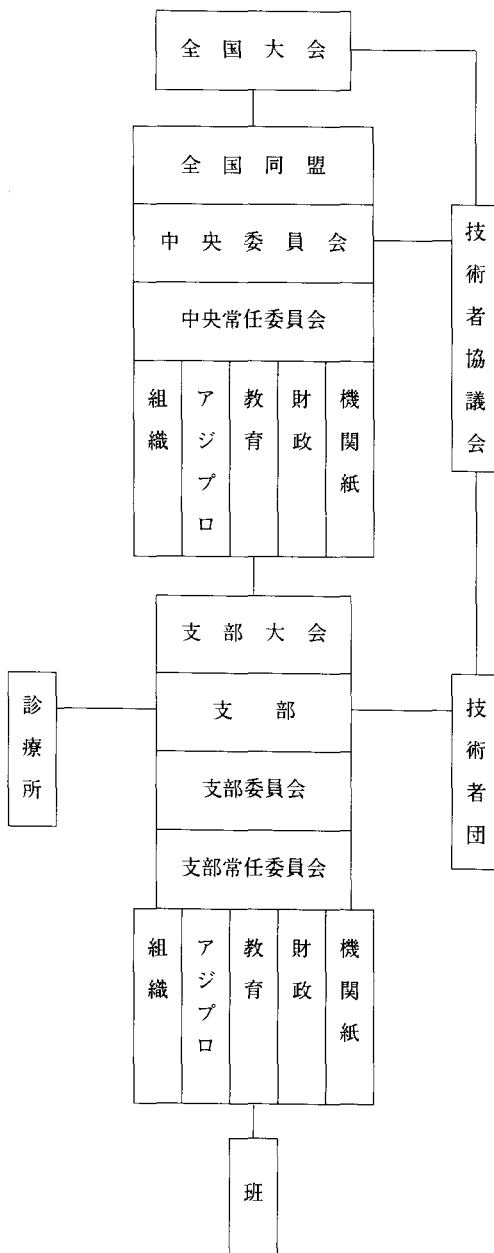 全国大会
全国同盟
中央委員会
中央常任委員会
組織
アジプロ
教育
財政
機関紙
技術者協議会
支部大会
支部
支部委員会
支部常任委員会
診療所
技術者団
組織
アジプロ
教育
財政
機関紙
班